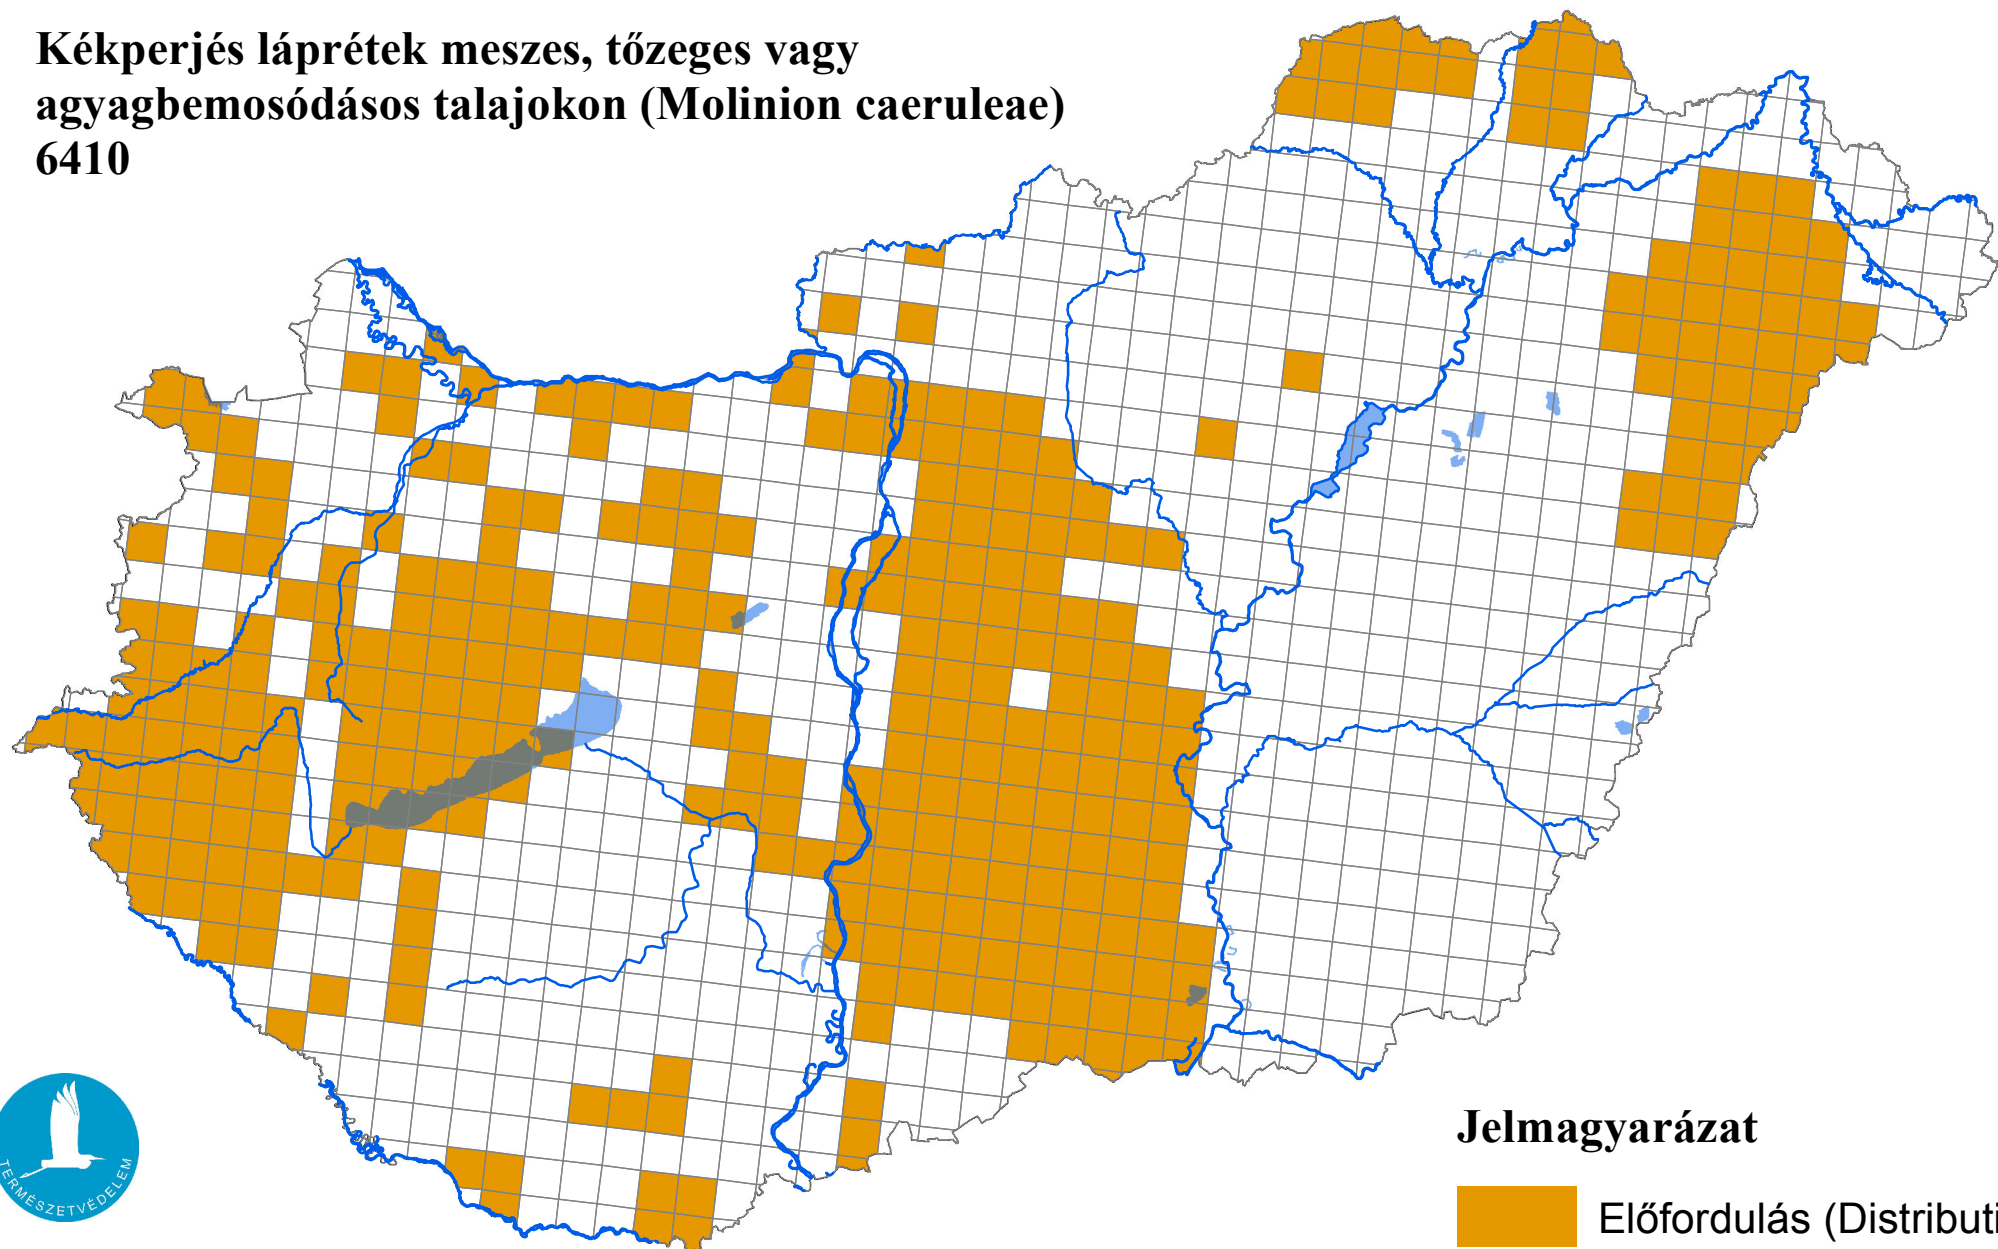 Kékperjés láprétek meszes, tőzeges vagy
agyagbemosódásos talajokon (Molinion caeruleae)
6410
TERMÉSZETVÉDELEM
Jelmagyarázat
Előfordulás (Distributi